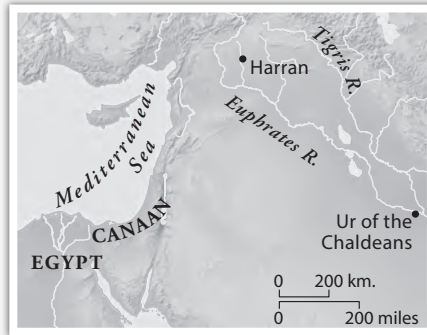 Harran
Tigris R.
Euphrates R.
Mediterranean
Sea
CANAAN
EGYPT
Ur of the
Chaldeans
0 200 km.
0 200 miles